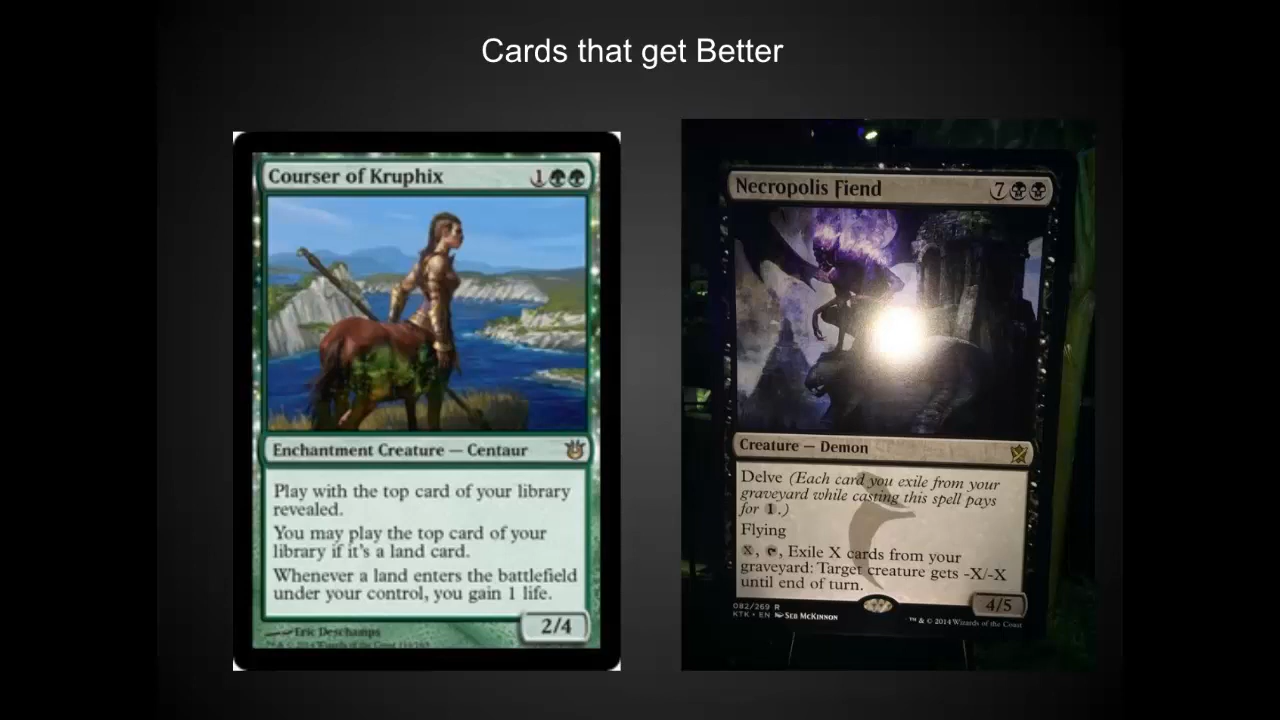 Cards that get Better
Courser of Kruphix 1
Enchantment Creature — Centaur
Play with the top card of your library
revealed.
You may play the top card of your
library if it's a land card.
Whenever a land enters the battlefield
under your control, you gain 1 life.
2/4
Eric Deschamps
Necropolis Fiend 7
Creature — Demon
Delve (Each card you exile from your
graveyard while casting this spell pays
for 1.)
Flying
X, , Exile X cards from your
graveyard: Target creature gets -X/-X
until end of turn.
4/5
082/269 R
KTK • EN Seb McKinnon
™ & © 2014 Wizards of the Coast